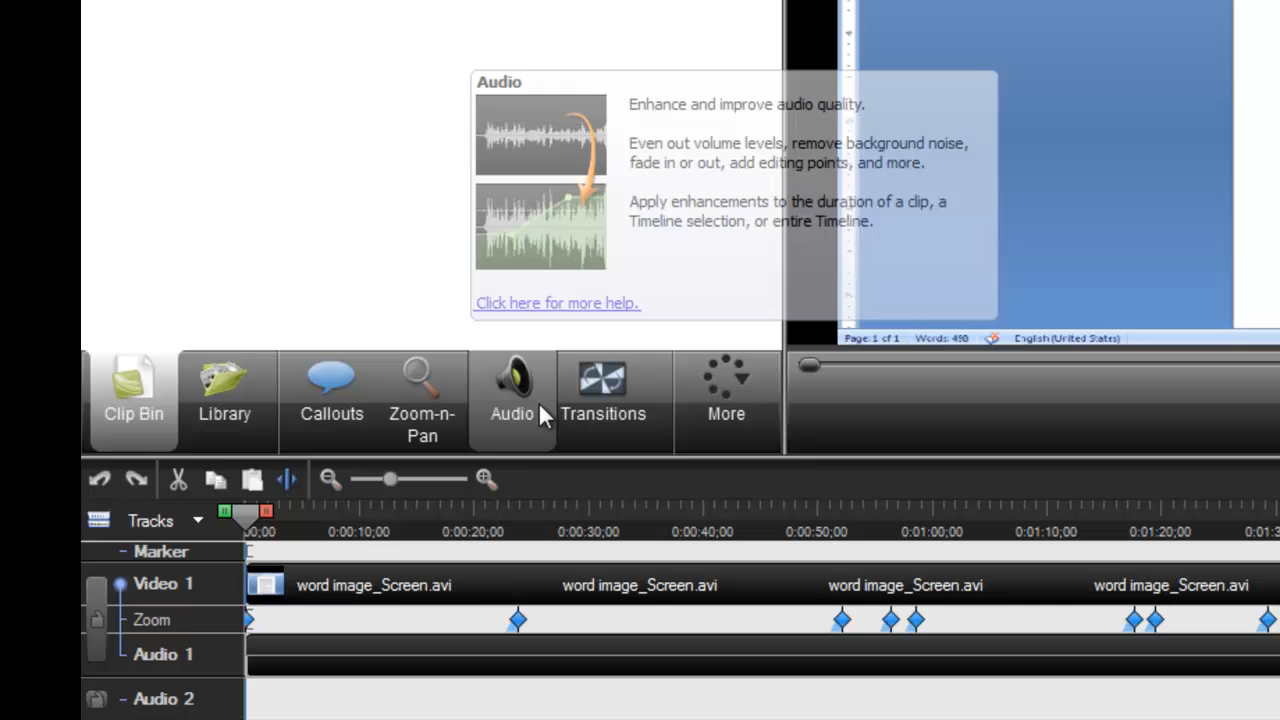 Audio
Enhance and improve audio quality.
Even out volume levels, remove background noise,
fade in or out, add editing points, and more.
Apply enhancements to the duration of a clip, a
Timeline selection, or entire Timeline.
Click here for more help.
Page: 1 of 1 Words: 498 English (United States)
Clip Bin Library Callouts Zoom-n-
Pan Audio Transitions More
Tracks 0:00:10;00 0:00:20;00 0:00:30;00 0:00:40;00 0:00:50;00 0:01:00;00 0:01:10;00 0:01:20;00
Marker
Video 1 word image_Screen.avi word image_Screen.avi word image_Screen.avi word image_Screen.avi
Zoom
Audio 1
Audio 2